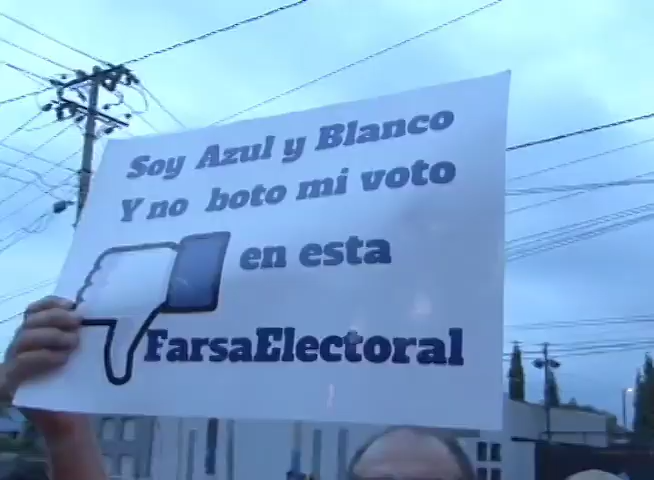 Soy Azul y Blanco
Y no boto mi voto
en esta
FarsaElectoral